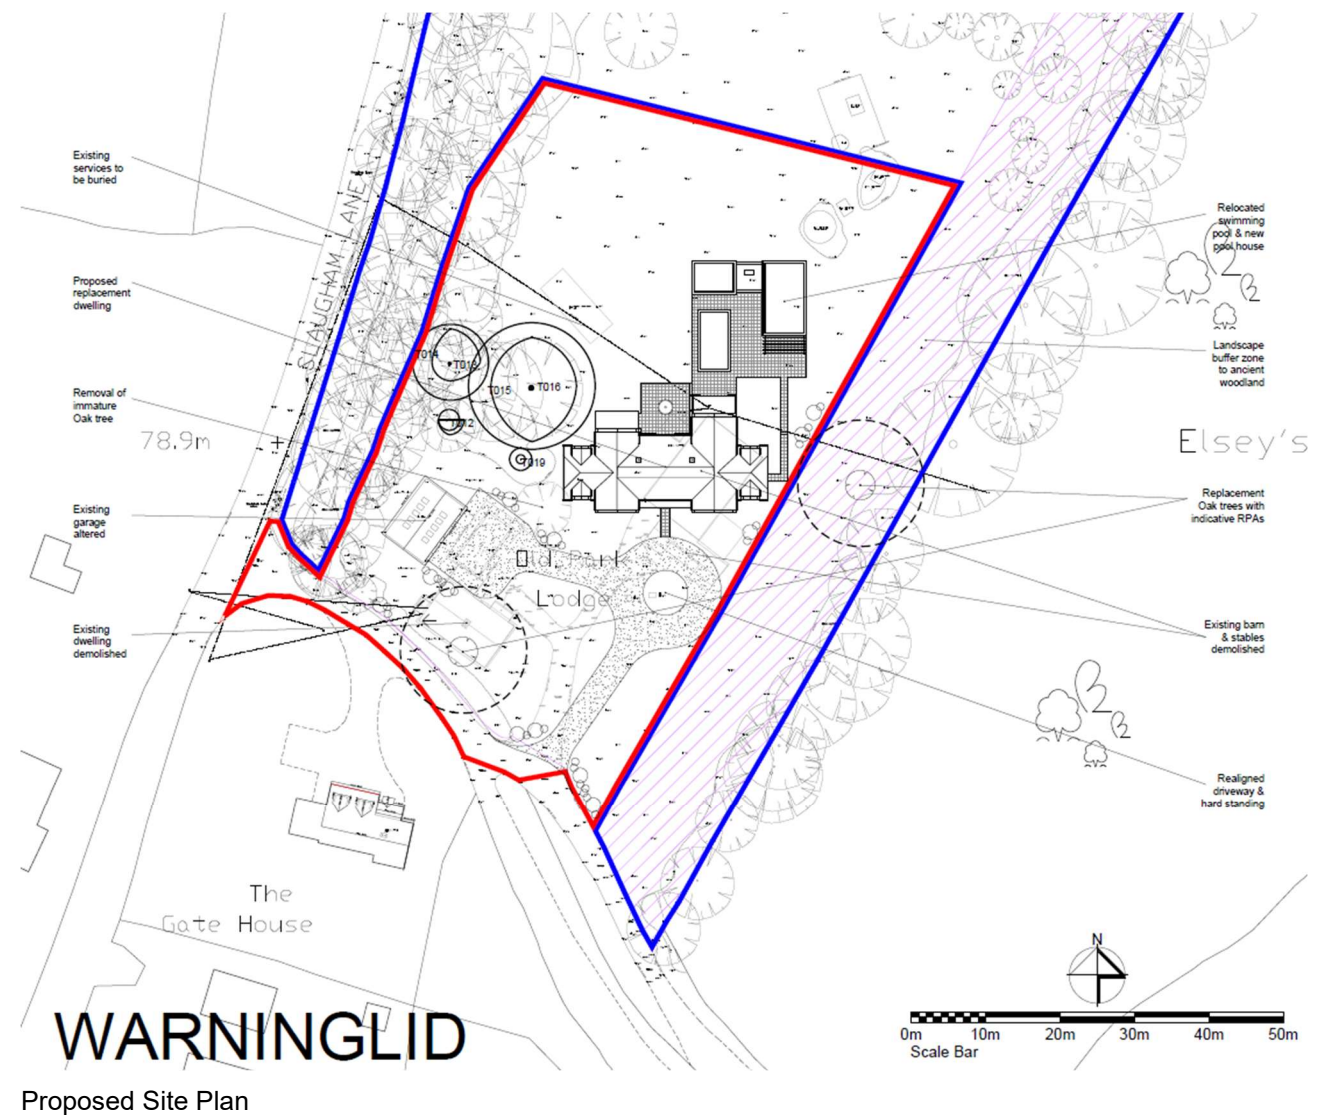 Existing
services to
be buried
Proposed
replacement
dwelling
Removal of
immature
Oak tree
78.9m
Existing
garage
altered
Existing
dwelling
demolished
SLAUGHAM LANE
T014
T013
T015
T016
T012
T019
Old Park
Lodge
Relocated
swimming
pool & new
pool house
Landscape
buffer zone
to ancient
woodland
Elsey's
Replacement
Oak trees with
indicative RPAs
Existing barn
& stables
demolished
Realigned
driveway &
hard standing
The
Gate House
WARNINGLID
N
0m 10m 20m 30m 40m 50m
Scale Bar
Proposed Site Plan